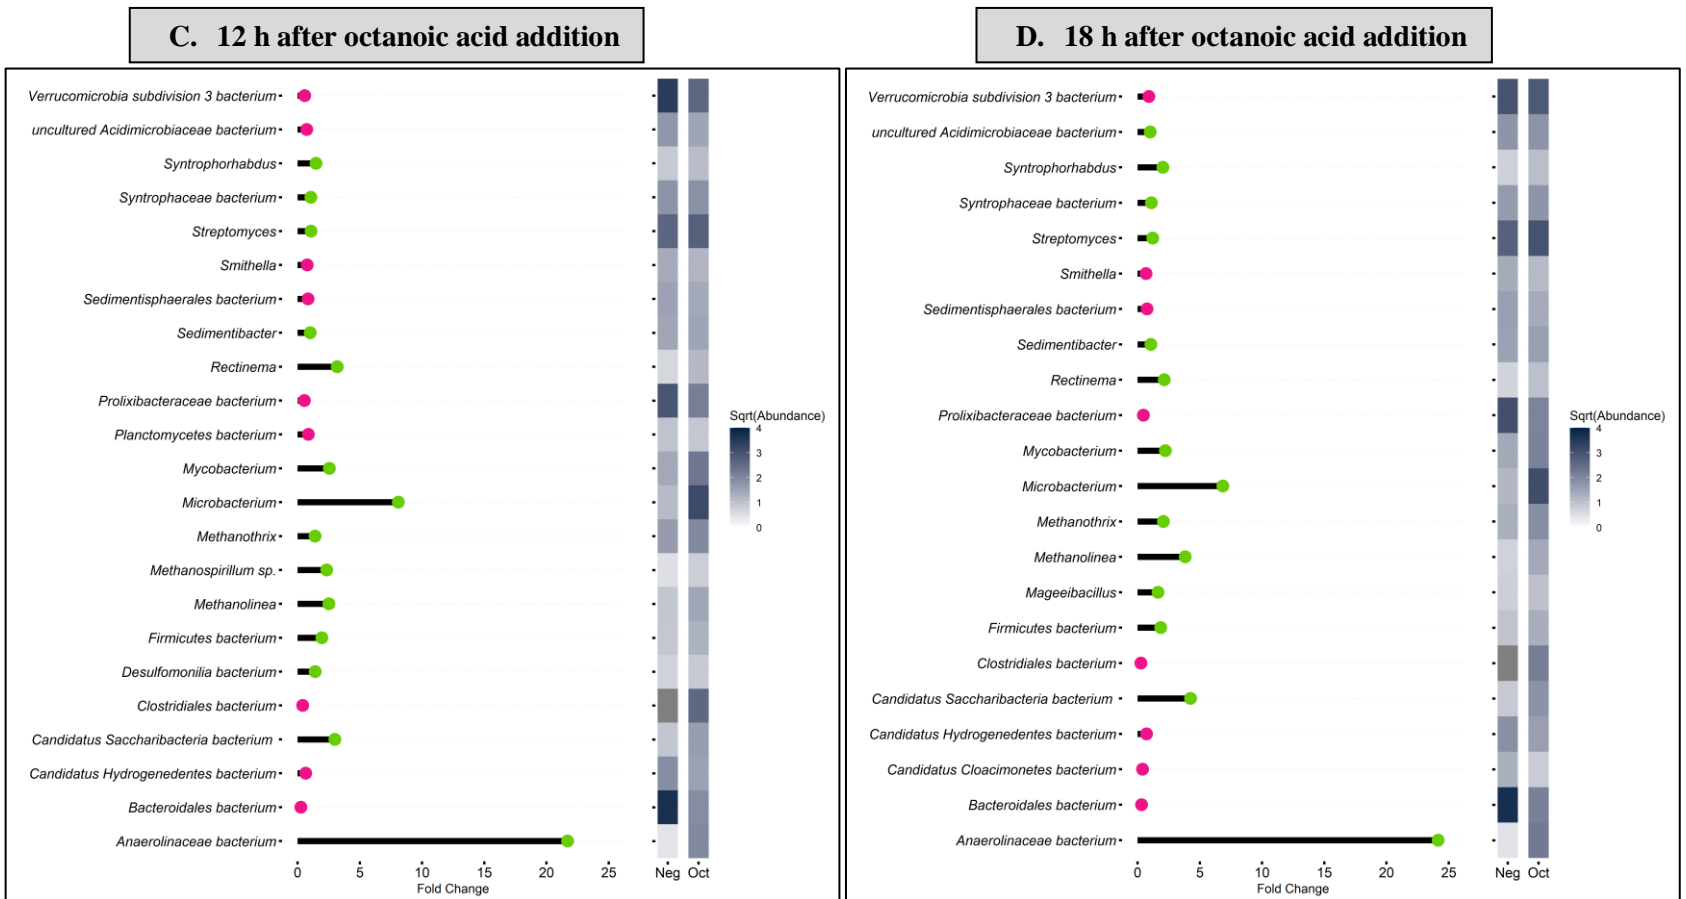 C. 12 h after octanoic acid addition
Verrucomicrobia subdivision 3 bacterium
uncultured Acidimicrobiaceae bacterium
Syntrophorhabdus
Syntrophaceae bacterium
Streptomyces
Smithella
Sedimentisphaerales bacterium
Sedimentibacter
Rectinema
Prolixibacteraceae bacterium
Planctomycetes bacterium
Mycobacterium
Microbacterium
Methanothrix
Methanospirillum sp.
Methanolinea
Firmicutes bacterium
Desulfomonilia bacterium
Clostridiales bacterium
Candidatus Saccharibacteria bacterium
Candidatus Hydrogenedentes bacterium
Bacteroidales bacterium
Anaerolinaceae bacterium
0 5 10 15 20 25
Fold Change
Neg Oct
Sqrt(Abundance)
4
3
2
1
0
D. 18 h after octanoic acid addition
Verrucomicrobia subdivision 3 bacterium
uncultured Acidimicrobiaceae bacterium
Syntrophorhabdus
Syntrophaceae bacterium
Streptomyces
Smithella
Sedimentisphaerales bacterium
Sedimentibacter
Rectinema
Prolixibacteraceae bacterium
Mycobacterium
Microbacterium
Methanothrix
Methanolinea
Mageeibacillus
Firmicutes bacterium
Clostridiales bacterium
Candidatus Saccharibacteria bacterium
Candidatus Hydrogenedentes bacterium
Candidatus Cloacimonetes bacterium
Bacteroidales bacterium
Anaerolinaceae bacterium
0 5 10 15 20 25
Fold Change
Neg Oct
Sqrt(Abundance)
4
3
2
1
0